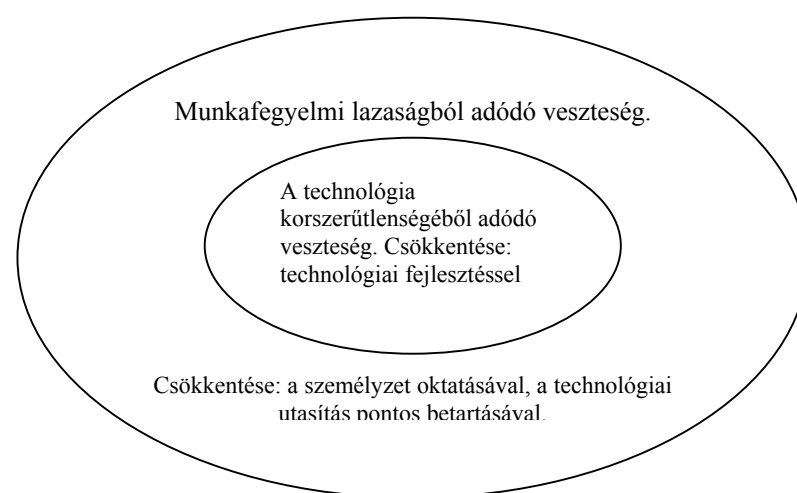 Munkafegyelmi lazaságból adódó veszteség.
A technológia
korszerűtlenségéből adódó
veszteség. Csökkentése:
technológiai fejlesztéssel
Csökkentése: a személyzet oktatásával, a technológiai
utasítás pontos betartásával.